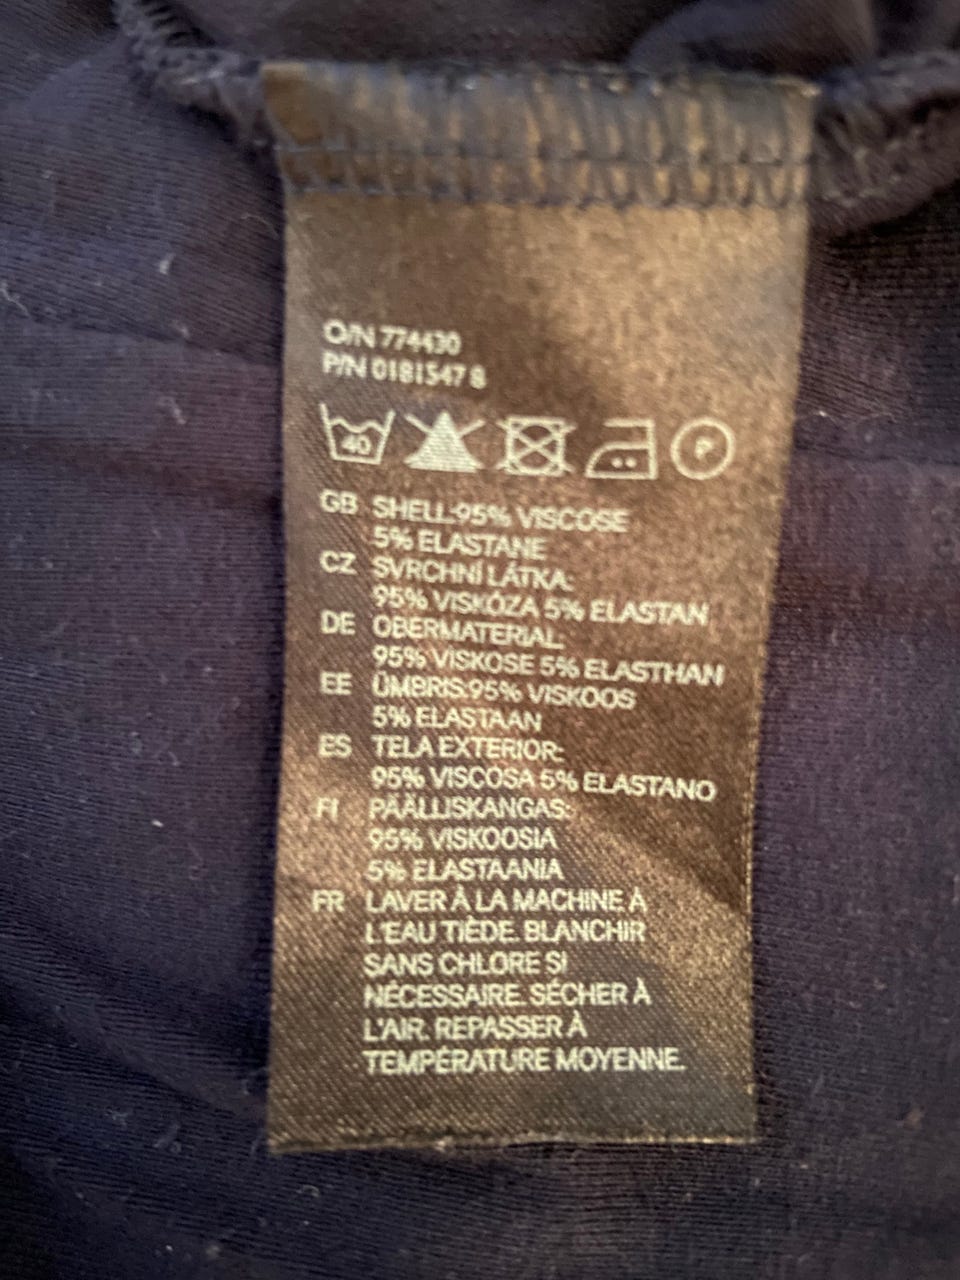 O/N 774430
P/N 0181547 8
40 P
GB SHELL:95% VISCOSE
5% ELASTANE
CZ SVRCHNÍ LÁTKA:
95% VISKÓZA 5% ELASTAN
DE OBERMATERIAL:
95% VISKOSE 5% ELASTHAN
EE ÜMBRIS:95% VISKOOS
5% ELASTAAN
ES TELA EXTERIOR:
95% VISCOSA 5% ELASTANO
FI PÄÄLLISKANGAS:
95% VISKOOSIA
5% ELASTAANIA
FR LAVER À LA MACHINE À
L'EAU TIÈDE. BLANCHIR
SANS CHLORE SI
NÉCESSAIRE. SÉCHER À
L'AIR. REPASSER À
TEMPÉRATURE MOYENNE.